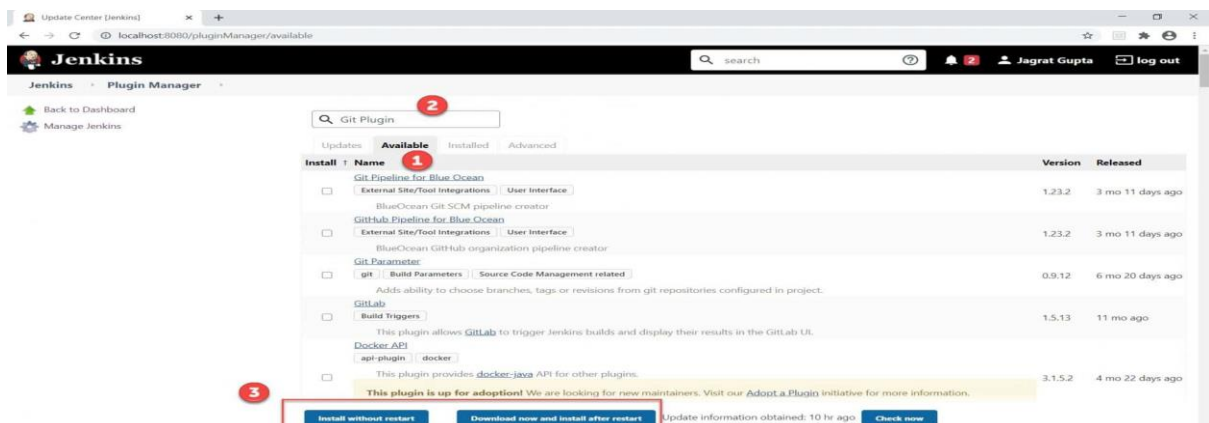 Update Center [Jenkins]
localhost:8080/pluginManager/available
Jenkins
search
2
Jagrat Gupta
log out
Jenkins
Plugin Manager
Back to Dashboard
Manage Jenkins
2
Git Plugin
Updates Available Installed Advanced
1
Install ↑ Name Version Released
Git Pipeline for Blue Ocean
External Site/Tool Integrations User Interface
BlueOcean Git SCM pipeline creator
1.23.2 3 mo 11 days ago
GitHub Pipeline for Blue Ocean
External Site/Tool Integrations User Interface
BlueOcean GitHub organization pipeline creator
1.23.2 3 mo 11 days ago
Git Parameter
git Build Parameters Source Code Management related
Adds ability to choose branches, tags or revisions from git repositories configured in project.
0.9.12 6 mo 20 days ago
GitLab
Build Triggers
This plugin allows GitLab to trigger Jenkins builds and display their results in the GitLab UI.
1.5.13 11 mo ago
Docker API
api-plugin docker
This plugin provides docker-java API for other plugins.
This plugin is up for adoption! We are looking for new maintainers. Visit our Adopt a Plugin initiative for more information.
3.1.5.2 4 mo 22 days ago
3
Install without restart Download now and install after restart Update information obtained: 10 hr ago Check now